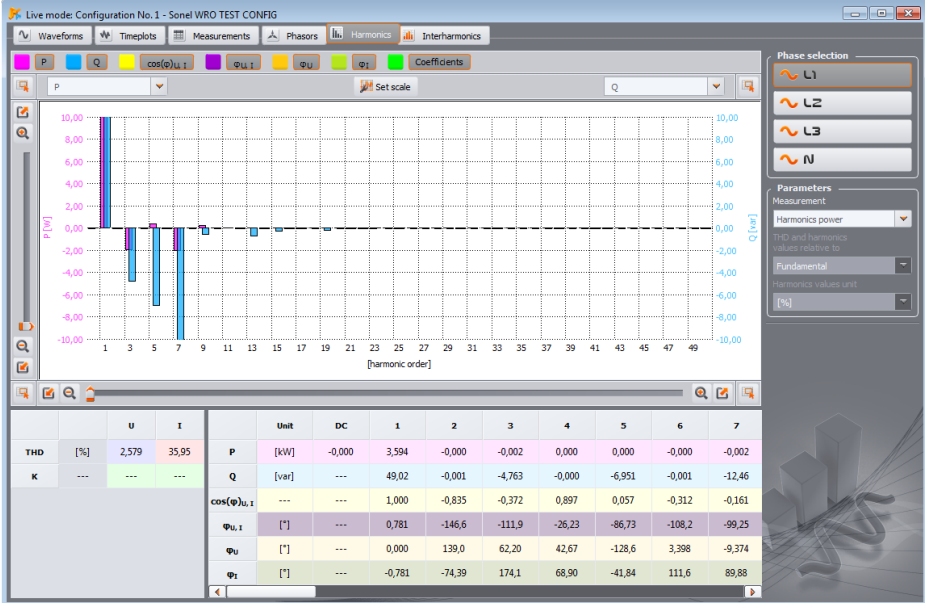 Live mode: Configuration No. 1 - Sonel WRO TEST CONFIG
Waveforms Timeplots Measurements Phasors Harmonics Interharmonics
P Q cos(φ)U, I φU, I φU φI Coefficients
P Set scale Q
10,00 10,00
8,00 8,00
6,00 6,00
4,00 4,00
2,00 2,00
0,00 0,00
-2,00 -2,00
-4,00 -4,00
-6,00 -6,00
-8,00 -8,00
-10,00 -10,00
P [W]
Q [var]
1 3 5 7 9 11 13 15 17 19 21 23 25 27 29 31 33 35 37 39 41 43 45 47 49
[harmonic order]
U I
THD [%] 2,579 35,95
K --- --- ---
Unit DC 1 2 3 4 5 6 7
P [kW] -0,000 3,594 -0,000 -0,002 0,000 0,000 -0,000 -0,002
Q [var] --- 49,02 -0,001 -4,763 -0,000 -6,951 -0,001 -12,46
cos(φ)U, I --- --- 1,000 -0,835 -0,372 0,897 0,057 -0,312 -0,161
φU, I [°] --- 0,781 -146,6 -111,9 -26,23 -86,73 -108,2 -99,25
φU [°] --- 0,000 139,0 62,20 42,67 -128,6 3,398 -9,374
φI [°] --- -0,781 -74,39 174,1 68,90 -41,84 111,6 89,88
Phase selection
L1
L2
L3
N
Parameters
Measurement
Harmonics power
THD and harmonics
values relative to
Fundamental
Harmonics values unit
[%]